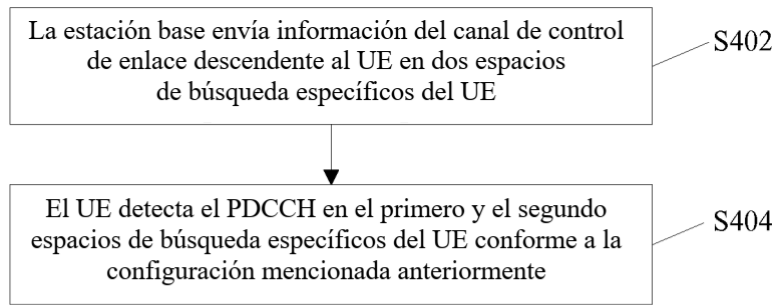 La estación base envía información del canal de control
de enlace descendente al UE en dos espacios
de búsqueda específicos del UE
S402
El UE detecta el PDCCH en el primero y el segundo
espacios de búsqueda específicos del UE conforme a la
configuración mencionada anteriormente
S404